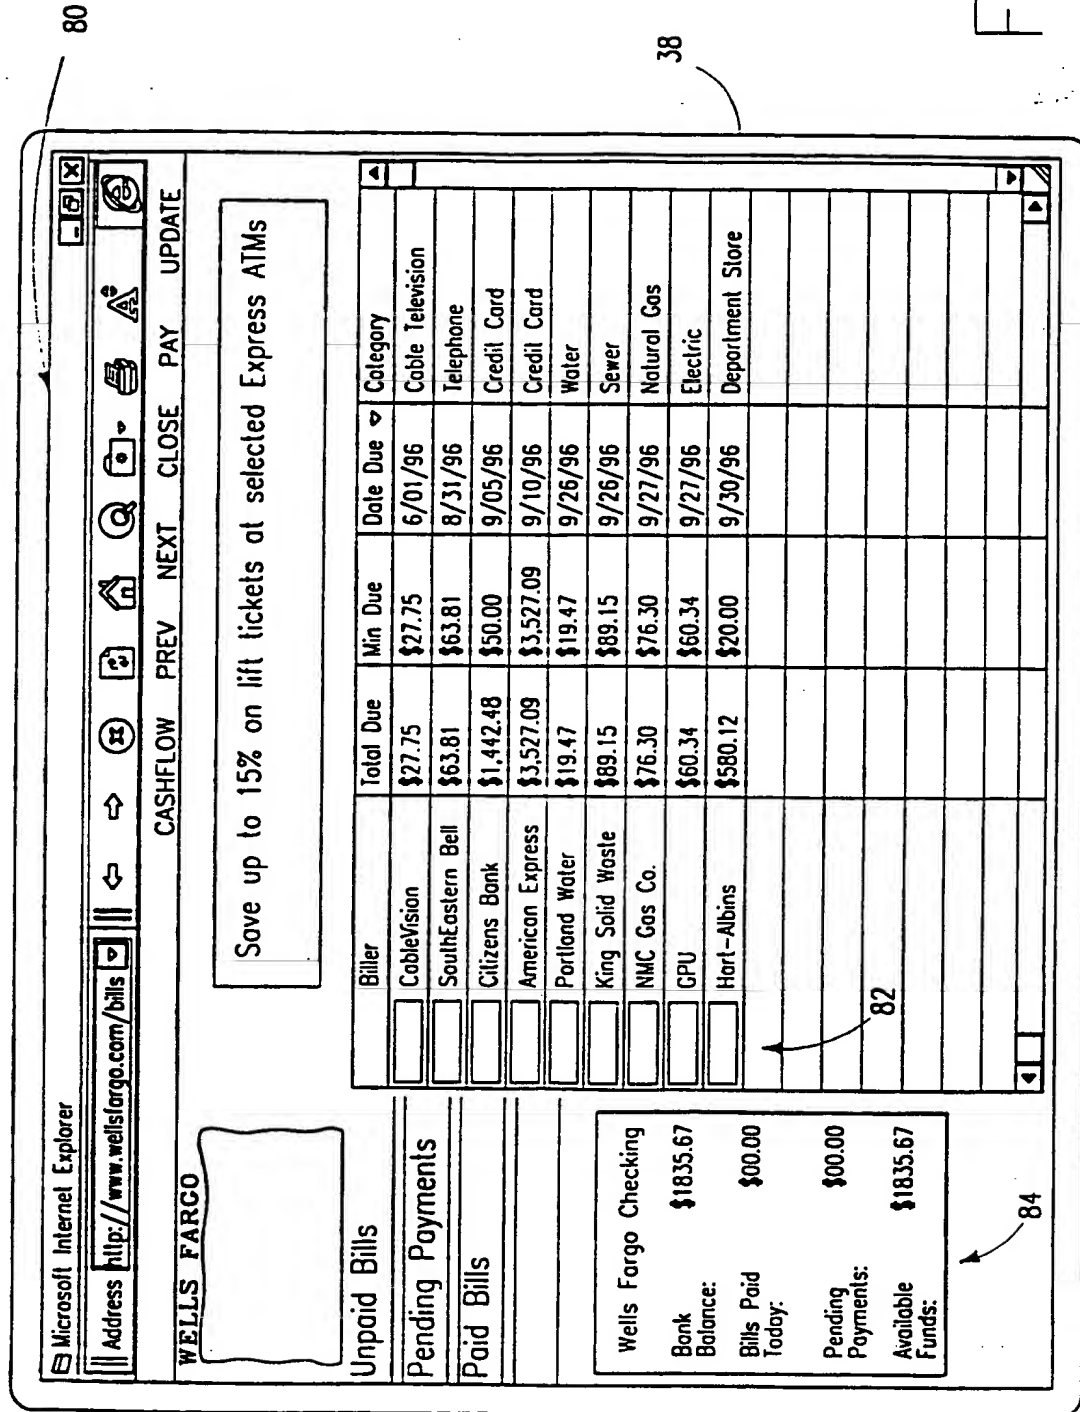 80
Microsoft Internet Explorer
Address http://www.wellsfargo.com/bills
CASHFLOW PREV NEXT CLOSE PAY UPDATE
WELLS FARGO
Save up to 15% on lift tickets at selected Express ATMs
Unpaid Bills
Pending Payments
Paid Bills
Biller Total Due Min Due Date Due Category
CableVision $27.75 $27.75 6/01/96 Cable Television
SouthEastern Bell $63.81 $63.81 8/31/96 Telephone
Citizens Bank $1,442.48 $50.00 9/05/96 Credit Card
American Express $3,527.09 $3,527.09 9/10/96 Credit Card
Portland Water $19.47 $19.47 9/26/96 Water
King Solid Waste $89.15 $89.15 9/26/96 Sewer
NMC Gas Co. $76.30 $76.30 9/27/96 Natural Gas
GPU $60.34 $60.34 9/27/96 Electric
Hart-Albins $580.12 $20.00 9/30/96 Department Store
82
Wells Fargo Checking
Bank
Balance: $1835.67
Bills Paid
Today: $00.00
Pending
Payments: $00.00
Available
Funds: $1835.67
84
38